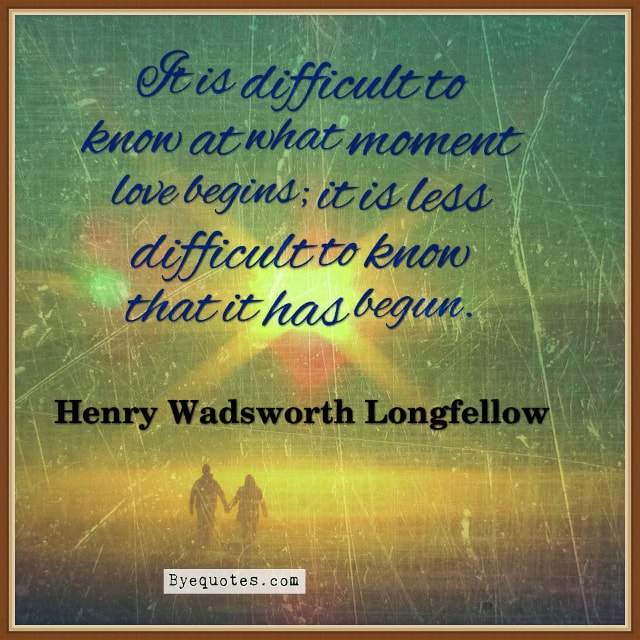 It is difficult to
know at what moment
love begins; it is less
difficult to know
that it has begun.
Henry Wadsworth Longfellow
Byequotes.com